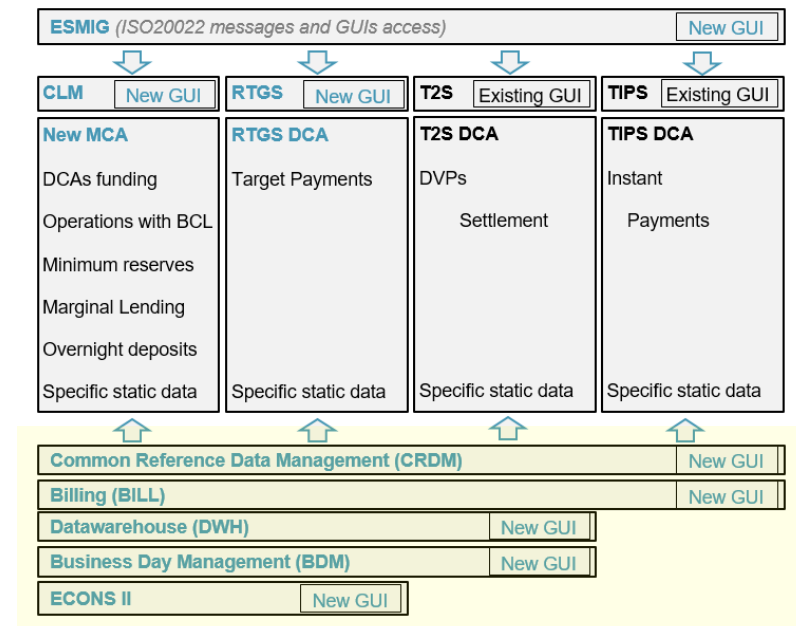 ESMIG (ISO20022 messages and GUIs access) New GUI
CLM New GUI
RTGS New GUI
T2S Existing GUI
TIPS Existing GUI
New MCA
DCAs funding
Operations with BCL
Minimum reserves
Marginal Lending
Overnight deposits
Specific static data
RTGS DCA
Target Payments
Specific static data
T2S DCA
DVPs
Settlement
Specific static data
TIPS DCA
Instant
Payments
Specific static data
Common Reference Data Management (CRDM) New GUI
Billing (BILL) New GUI
Datawarehouse (DWH) New GUI
Business Day Management (BDM) New GUI
ECONS II New GUI